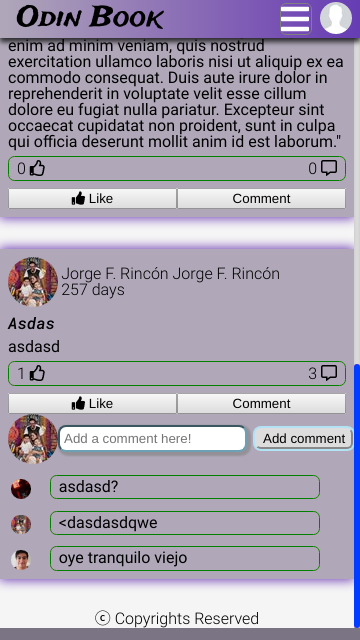 Odin Book
enim ad minim veniam, quis nostrud
exercitation ullamco laboris nisi ut aliquip ex ea
commodo consequat. Duis aute irure dolor in
reprehenderit in voluptate velit esse cillum
dolore eu fugiat nulla pariatur. Excepteur sint
occaecat cupidatat non proident, sunt in culpa
qui officia deserunt mollit anim id est laborum."
0 0
Like Comment
Jorge F. Rincón Jorge F. Rincón
257 days
Asdas
asdasd
1 3
Like Comment
Add a comment here! Add comment
asdasd?
<dasdasdqwe
oye tranquilo viejo
ⓒ Copyrights Reserved